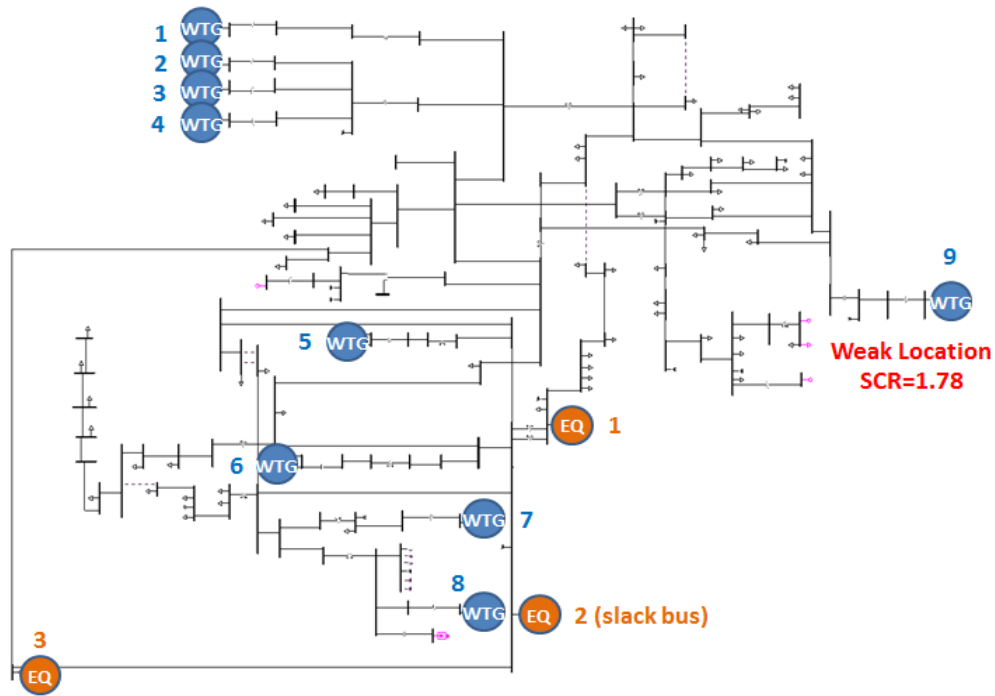 1 WTG
2 WTG
3 WTG
4 WTG
9
WTG
5 WTG
Weak Location
SCR=1.78
EQ 1
6 WTG
WTG 7
8
WTG
EQ 2 (slack bus)
3
EQ